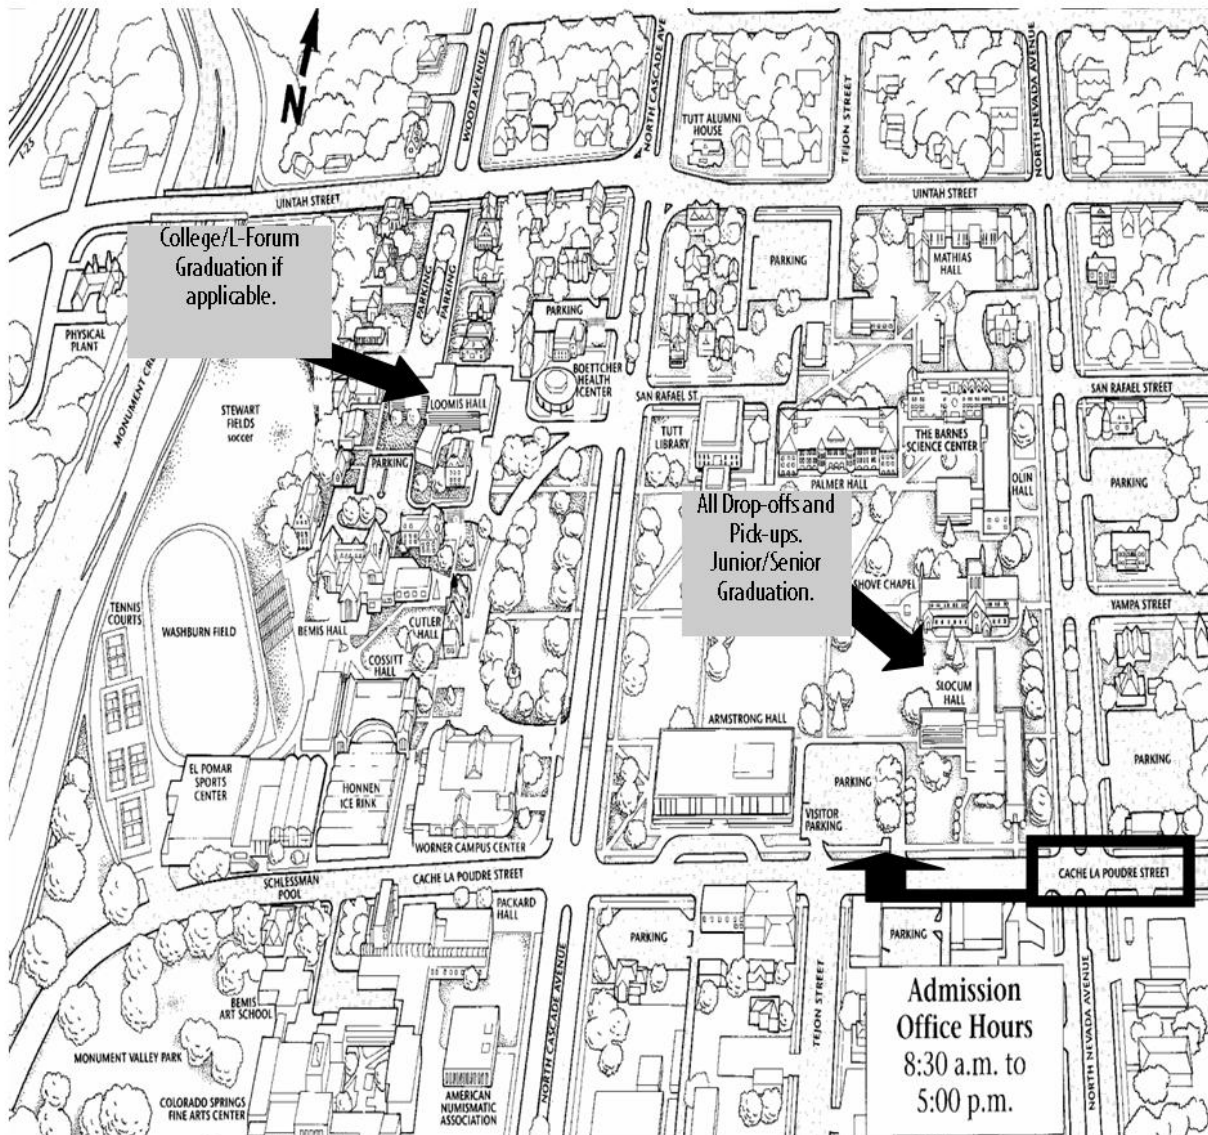 N
I-25
WOOD AVENUE
NORTH CASCADE AVE
TUTT ALUMNI
HOUSE
TEJON STREET
NORTH NEVADA AVENUE
UINTAH STREET
UINTAH STREET
College/L-Forum
Graduation if
applicable.
PARKING
PARKING
PARKING
PARKING
MATHIAS
HALL
PHYSICAL
PLANT
MONUMENT CRE
BOETTCHER
HEALTH
CENTER
LOOMIS HALL
SAN RAFAEL ST.
SAN RAFAEL STREET
STEWART
FIELDS
soccer
TUTT
LIBRARY
THE BARNES
SCIENCE CENTER
PARKING
PALMER HALL
OLIN
HALL
PARKING
All Drop-offs and
Pick-ups.
Junior/Senior
Graduation.
SHOVE CHAPEL
YAMPA STREET
TENNIS
COURTS
WASHBURN FIELD
BEMIS HALL
CUTLER
HALL
COSSITT
HALL
SLOCUM
HALL
ARMSTRONG HALL
EL POMAR
SPORTS
CENTER
HONNEN
ICE RINK
PARKING
VISITOR
PARKING
PARKING
WORNER CAMPUS CENTER
SCHLESSMAN
POOL
CACHE LA POUDRE STREET
CACHE LA POUDRE STREET
PACKARD
HALL
PARKING
PARKING
NORTH CASCADE AVENUE
TEJON STREET
NORTH NEVADA AVENUE
BEMIS
ART SCHOOL
MONUMENT VALLEY PARK
COLORADO SPRINGS
FINE ARTS CENTER
AMERICAN
NUMISMATIC
ASSOCIATION
Admission
Office Hours
8:30 a.m. to
5:00 p.m.